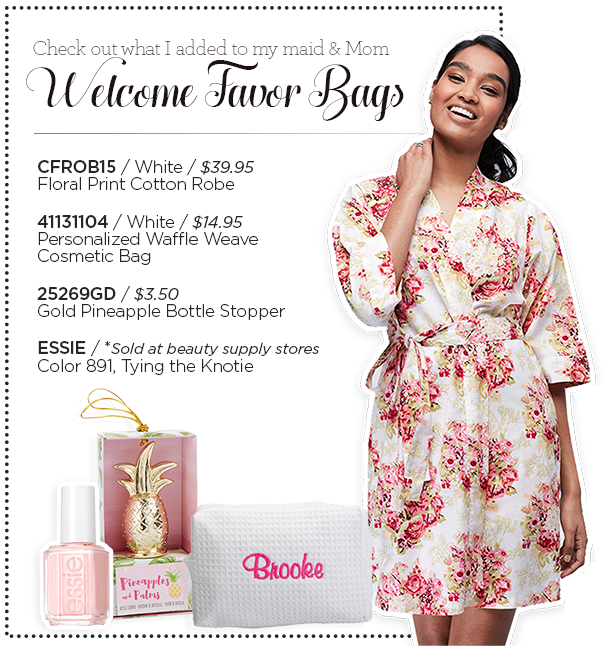 Check out what I added to my maid & Mom
Welcome Favor Bags
CFROB15 / White / $39.95
Floral Print Cotton Robe
41131104 / White / $14.95
Personalized Waffle Weave
Cosmetic Bag
25269GD / $3.50
Gold Pineapple Bottle Stopper
ESSIE / *Sold at beauty supply stores
Color 891, Tying the Knotie
essie
Pineapples
and Palms
Brooke